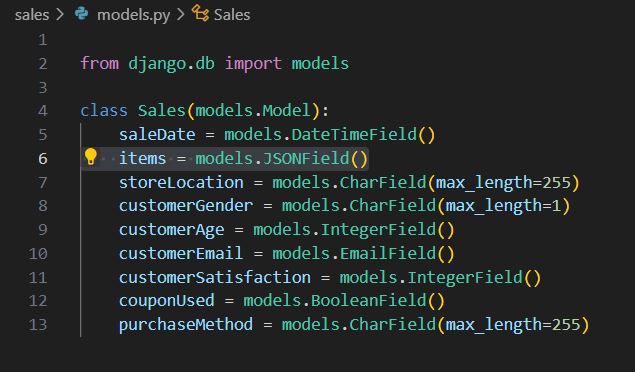 sales > models.py > Sales
1
2 from django.db import models
3
4 class Sales(models.Model):
5     saleDate = models.DateTimeField()
6     items = models.JSONField()
7     storeLocation = models.CharField(max_length=255)
8     customerGender = models.CharField(max_length=1)
9     customerAge = models.IntegerField()
10     customerEmail = models.EmailField()
11     customerSatisfaction = models.IntegerField()
12     couponUsed = models.BooleanField()
13     purchaseMethod = models.CharField(max_length=255)